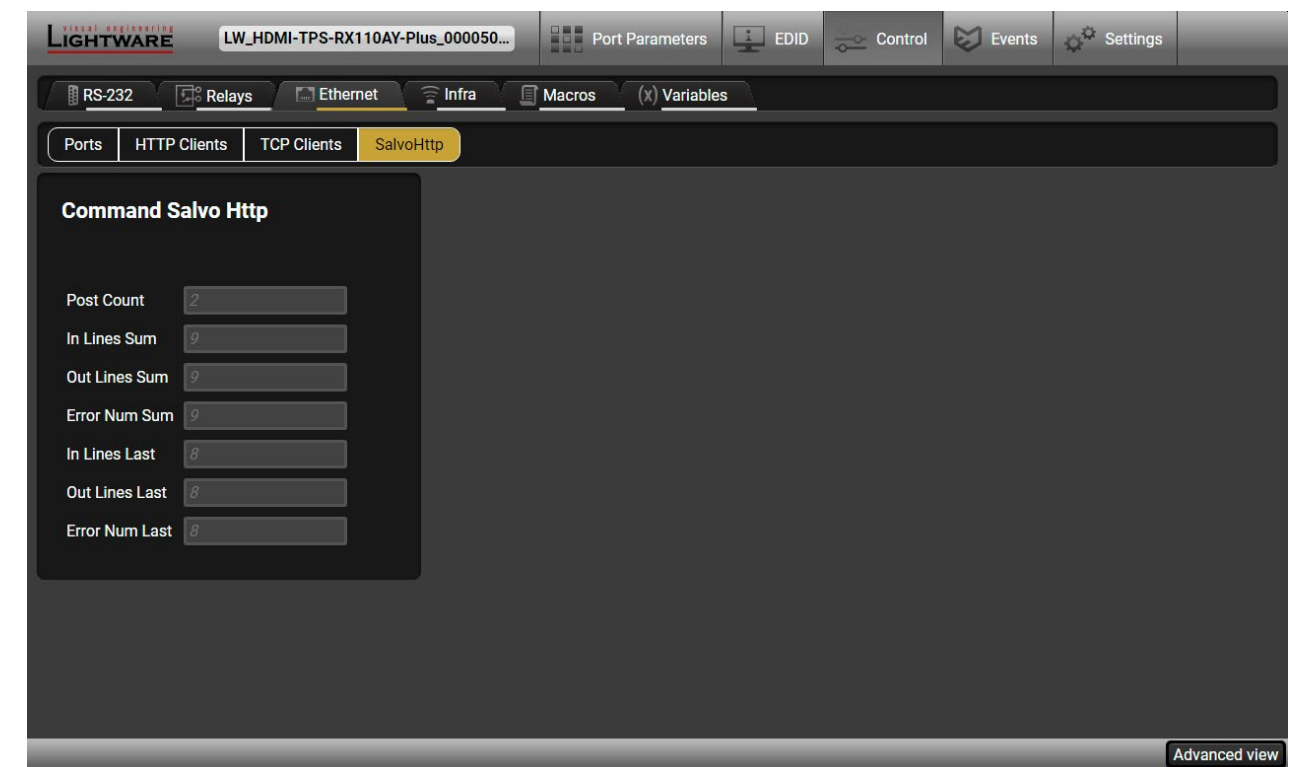 visual engineering
LIGHTWARE
LW_HDMI-TPS-RX110AY-Plus_000050...
Port Parameters
EDID
Control
Events
Settings
RS-232
Relays
Ethernet
Infra
Macros
(x) Variables
Ports
HTTP Clients
TCP Clients
SalvoHttp
Command Salvo Http
Post Count 2
In Lines Sum 9
Out Lines Sum 9
Error Num Sum 9
In Lines Last 8
Out Lines Last 8
Error Num Last 8
Advanced view